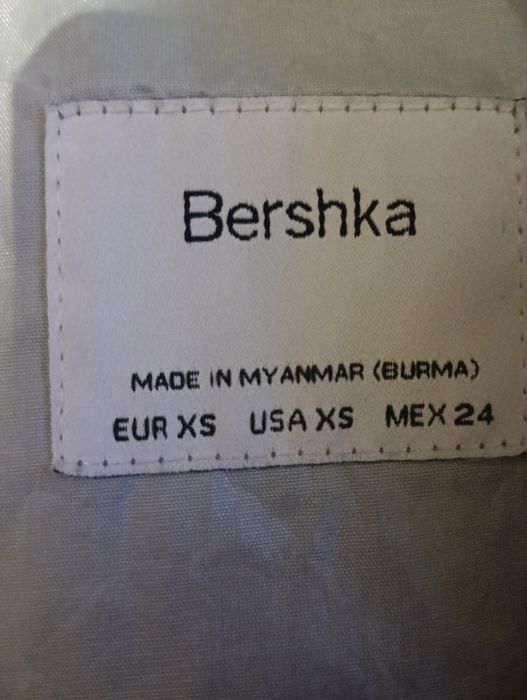 Bershka
MADE IN MYANMAR (BURMA)
EUR XS USA XS MEX 24